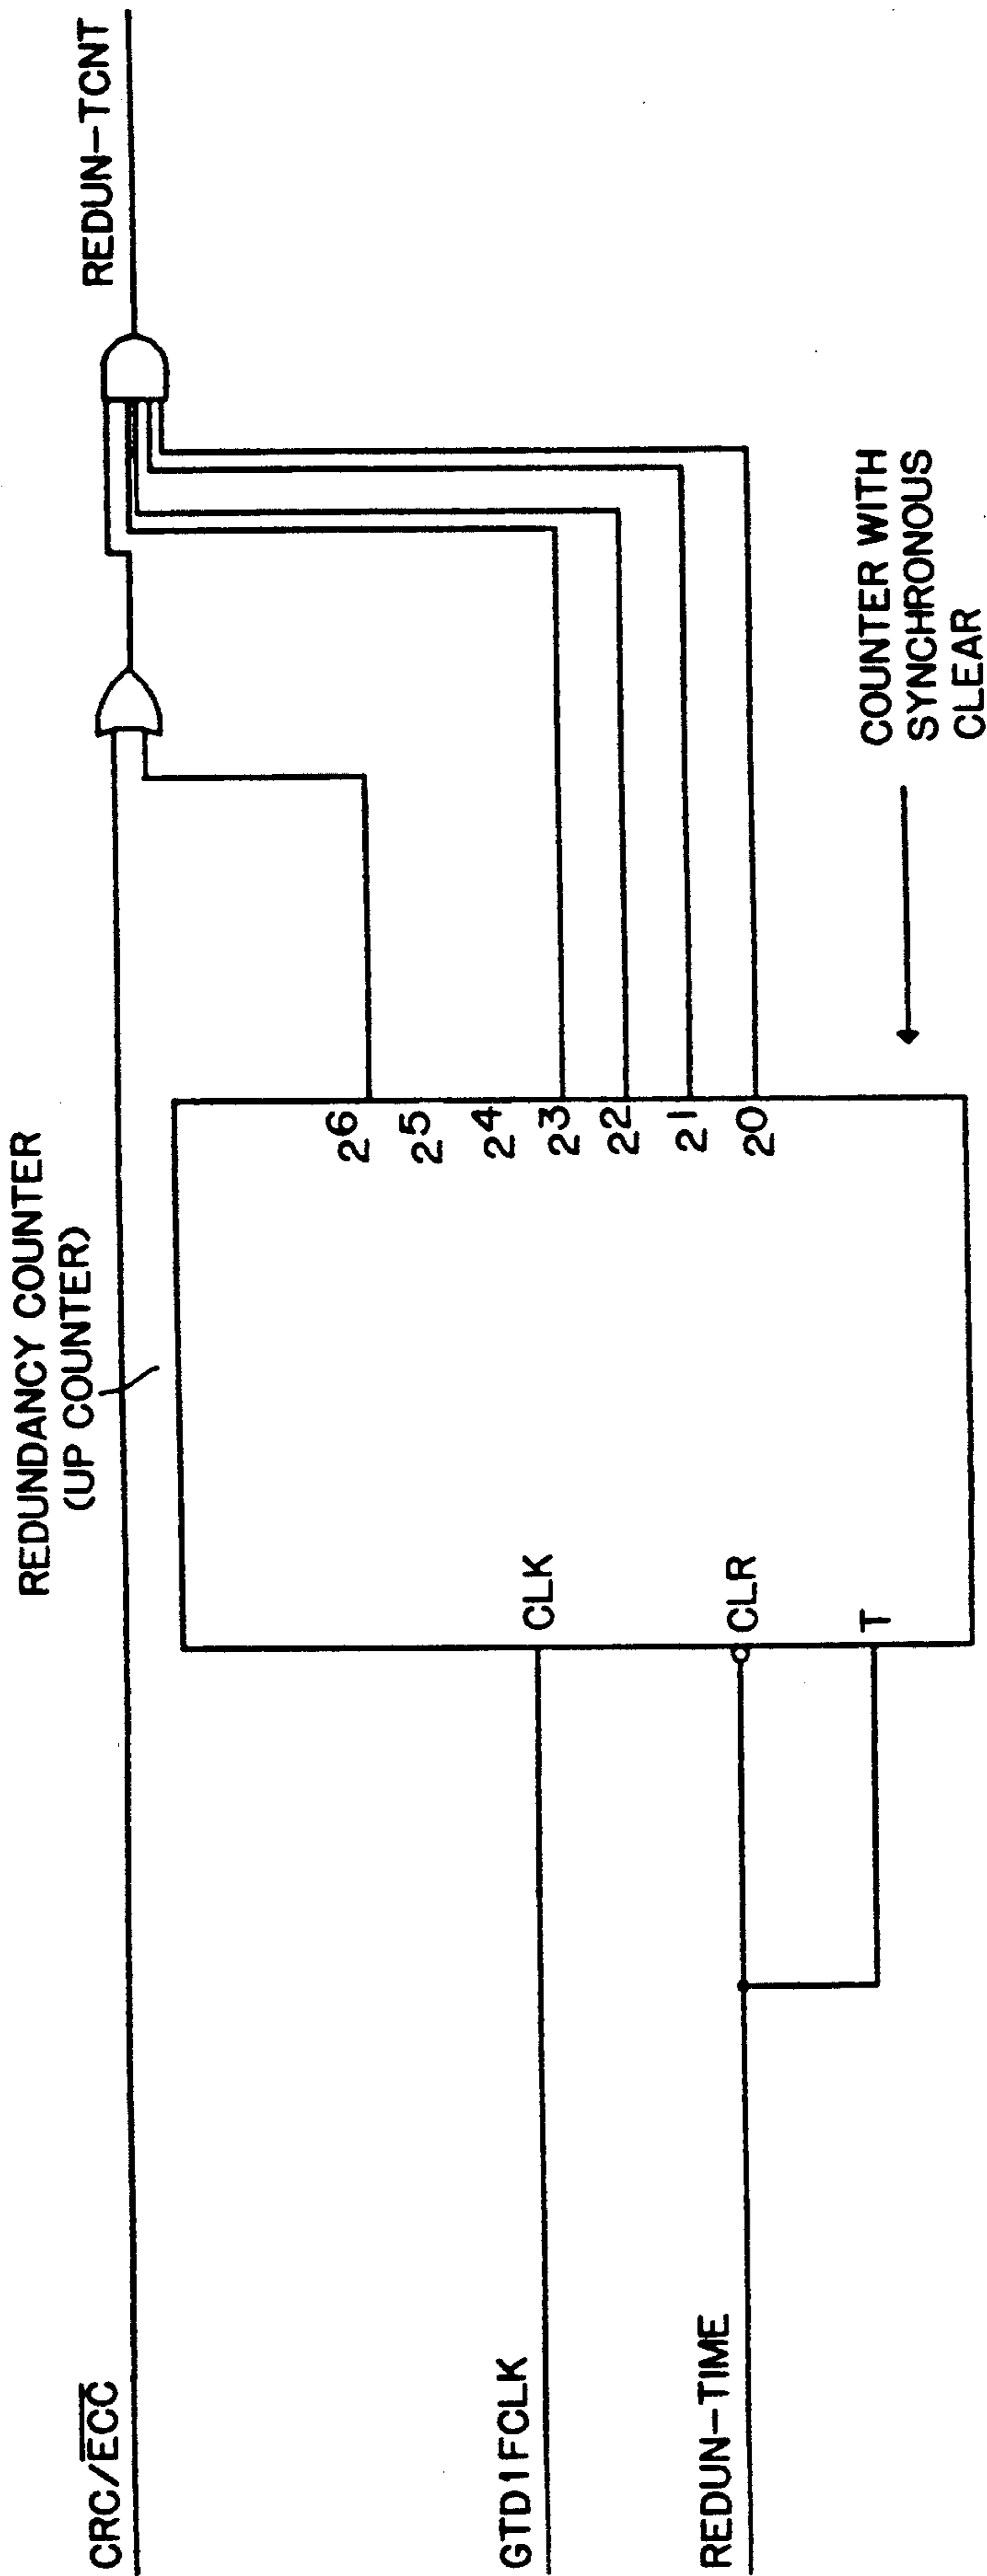 REDUNDANCY COUNTER
(UP COUNTER)
CRC/E̅C̅C̅
GTD1FCLK
REDUN–TIME
CLK
CLR
T
26
25
24
23
22
21
20
REDUN–TCNT
COUNTER WITH
SYNCHRONOUS
CLEAR